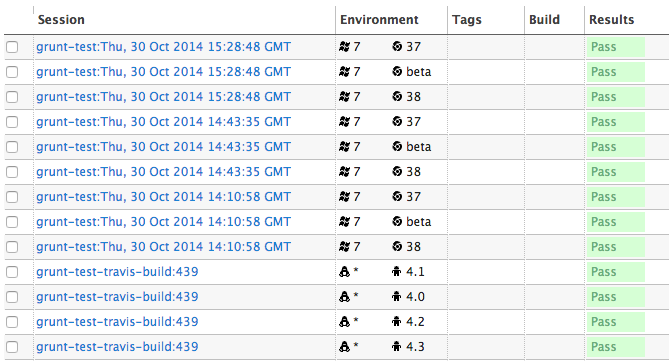 Session Environment Tags Build Results
grunt-test:Thu, 30 Oct 2014 15:28:48 GMT 7 37 Pass
grunt-test:Thu, 30 Oct 2014 15:28:48 GMT 7 beta Pass
grunt-test:Thu, 30 Oct 2014 15:28:48 GMT 7 38 Pass
grunt-test:Thu, 30 Oct 2014 14:43:35 GMT 7 37 Pass
grunt-test:Thu, 30 Oct 2014 14:43:35 GMT 7 beta Pass
grunt-test:Thu, 30 Oct 2014 14:43:35 GMT 7 38 Pass
grunt-test:Thu, 30 Oct 2014 14:10:58 GMT 7 37 Pass
grunt-test:Thu, 30 Oct 2014 14:10:58 GMT 7 beta Pass
grunt-test:Thu, 30 Oct 2014 14:10:58 GMT 7 38 Pass
grunt-test-travis-build:439 * 4.1 Pass
grunt-test-travis-build:439 * 4.0 Pass
grunt-test-travis-build:439 * 4.2 Pass
grunt-test-travis-build:439 * 4.3 Pass